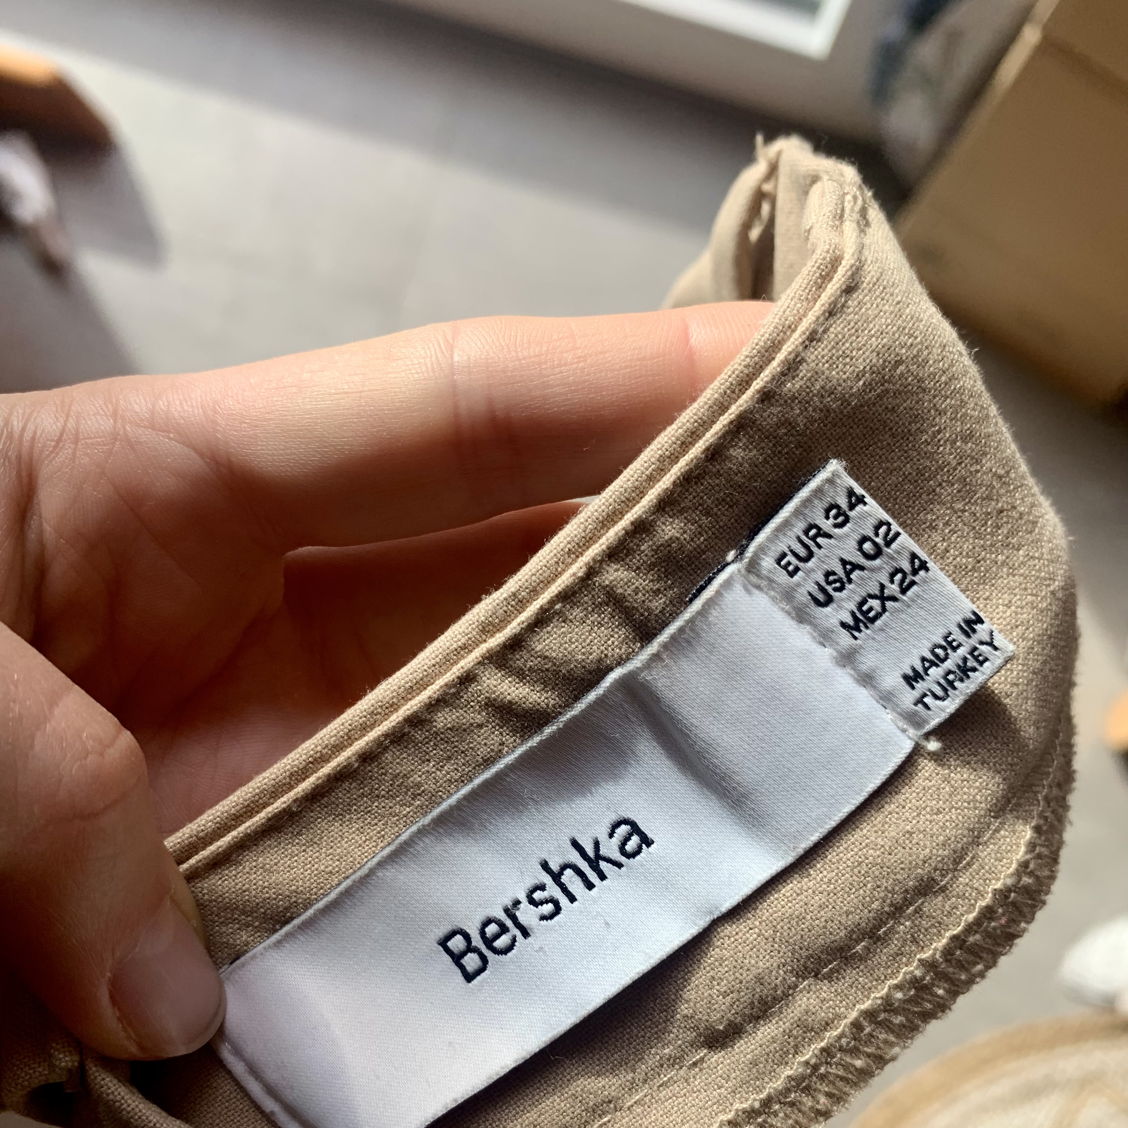 EUR 34
USA 02
MEX 24
MADE IN
TURKEY
Bershka